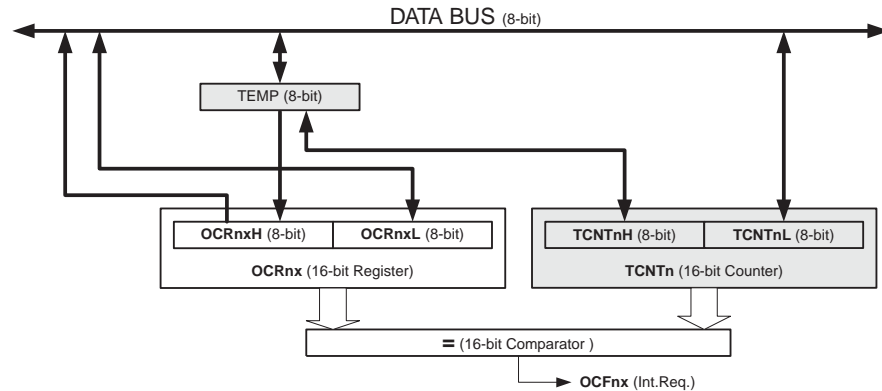 DATA BUS (8-bit)
TEMP (8-bit)
OCRnxH (8-bit)
OCRnxL (8-bit)
TCNTnH (8-bit)
TCNTnL (8-bit)
OCRnx (16-bit Register)
TCNTn (16-bit Counter)
= (16-bit Comparator )
OCFnx (Int.Req.)